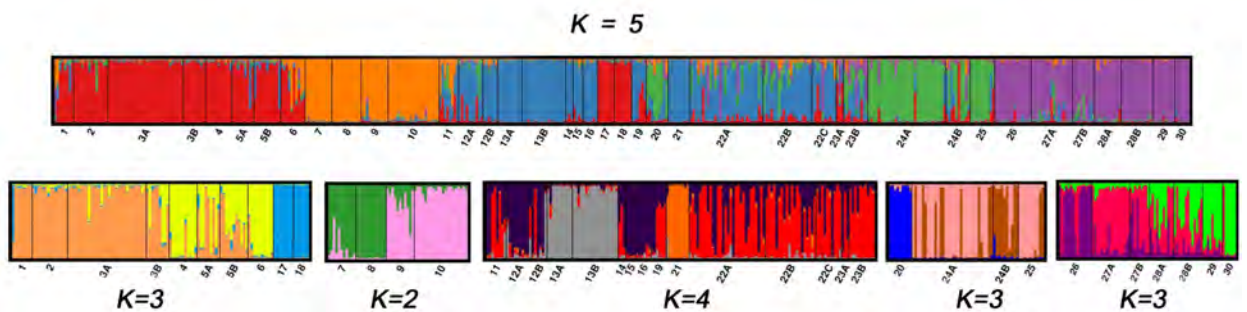 K = 5
1 2 3A 3B 4 5A 5B 6 7 8 9 10 11 12A 12B 13A 13B 14 15 16 17 18 19 20 21 22A 22B 22C 23A 23B 24A 24B 25 26 27A 27B 28A 28B 29 30
1 2 3A 3B 4 5A 5B 6 17 18 7 8 9 10 11 12A 12B 13A 13B 14 15 16 19 21 22A 22B 22C 23A 23B 20 24A 24B 25 26 27A 27B 28A 28B 29 30
K=3 K=2 K=4 K=3 K=3